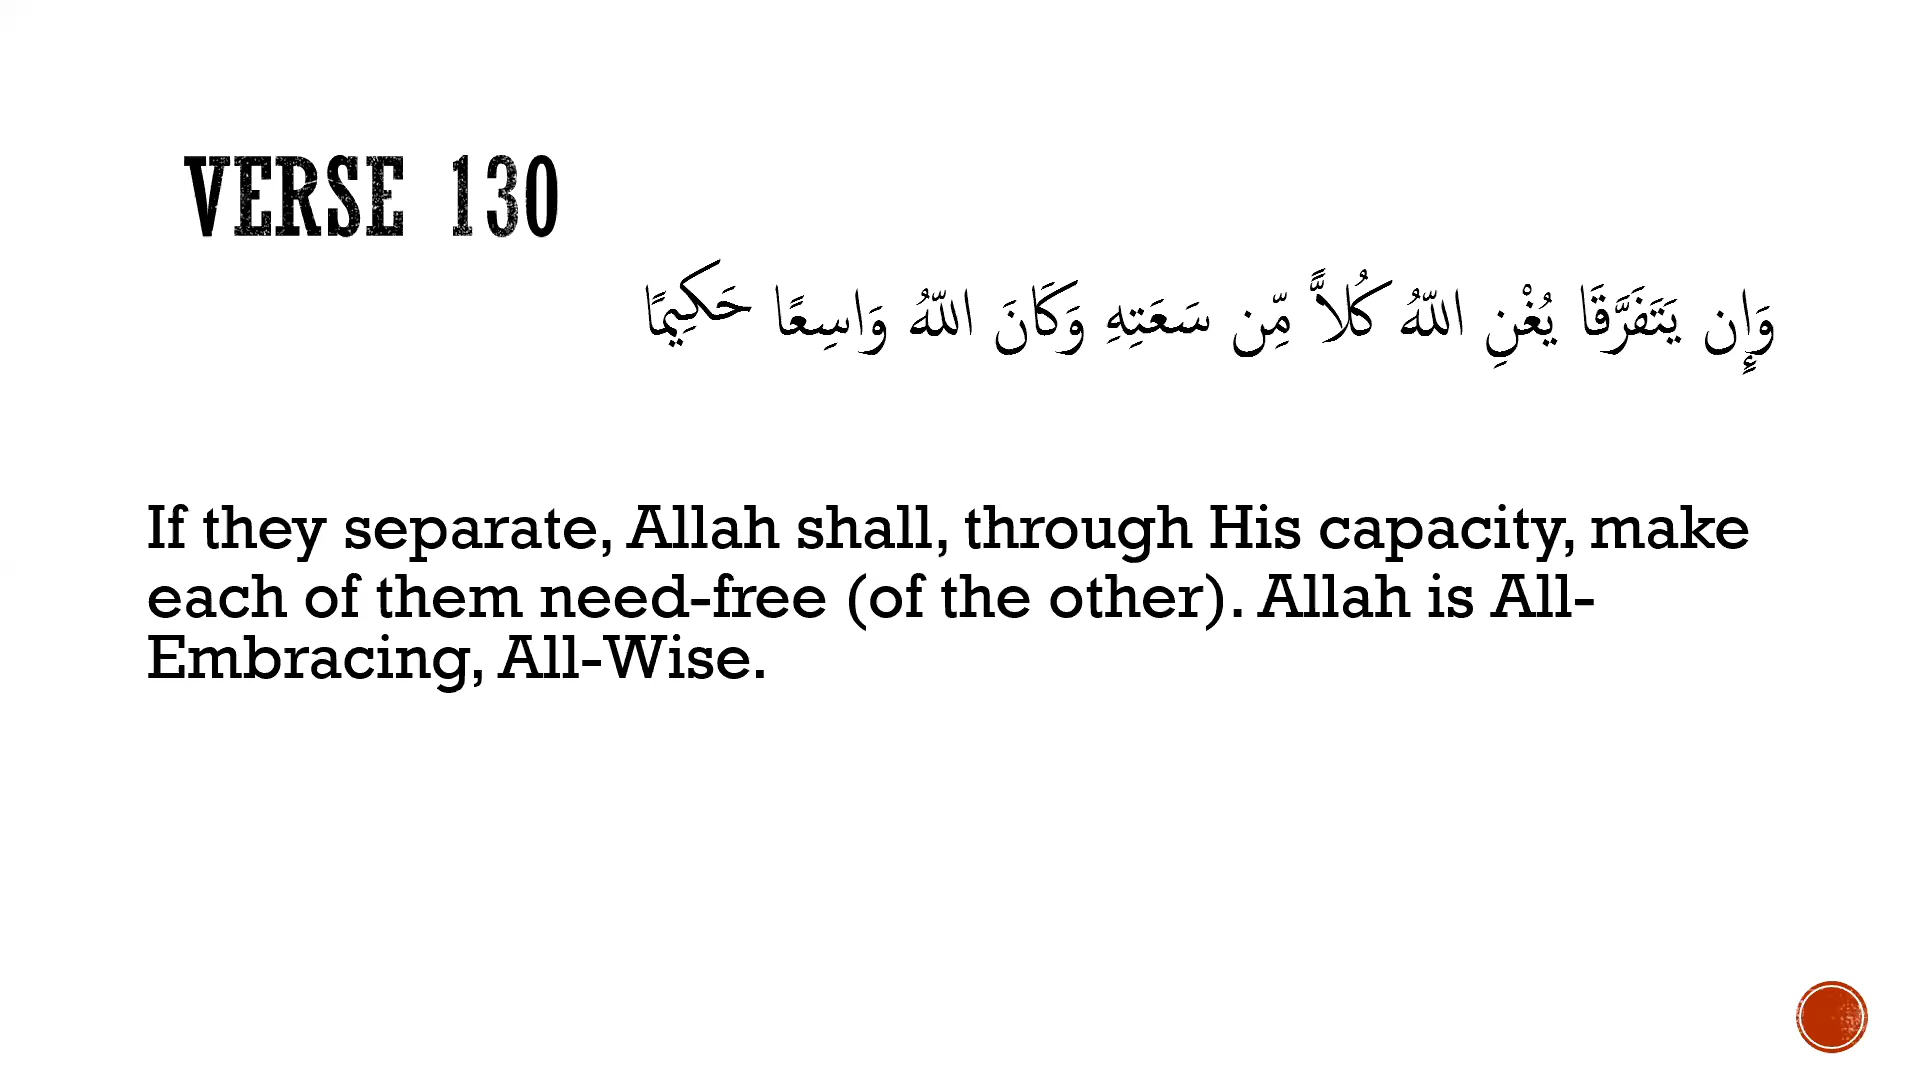 VERSE 130
وَإِن يَتَفَرَّقَا يُغْنِ اللّهُ كُلاًّ مِّن سَعَتِهِ وَكَانَ اللّهُ وَاسِعًا حَكِيمًا
If they separate, Allah shall, through His capacity, make
each of them need-free (of the other). Allah is All-
Embracing, All-Wise.